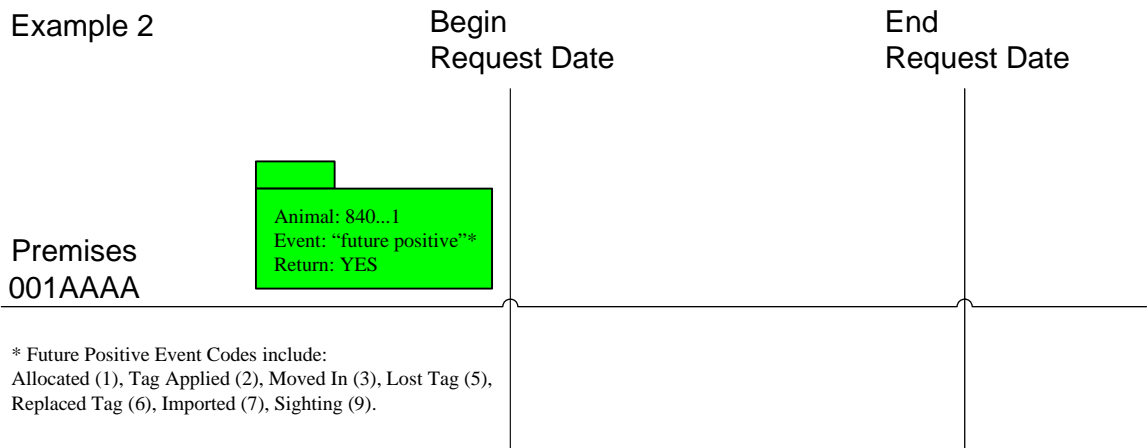 Example 2
Begin
Request Date
End
Request Date
Animal: 840...1
Event: “future positive”*
Return: YES
Premises
001AAAA
* Future Positive Event Codes include:
Allocated (1), Tag Applied (2), Moved In (3), Lost Tag (5),
Replaced Tag (6), Imported (7), Sighting (9).